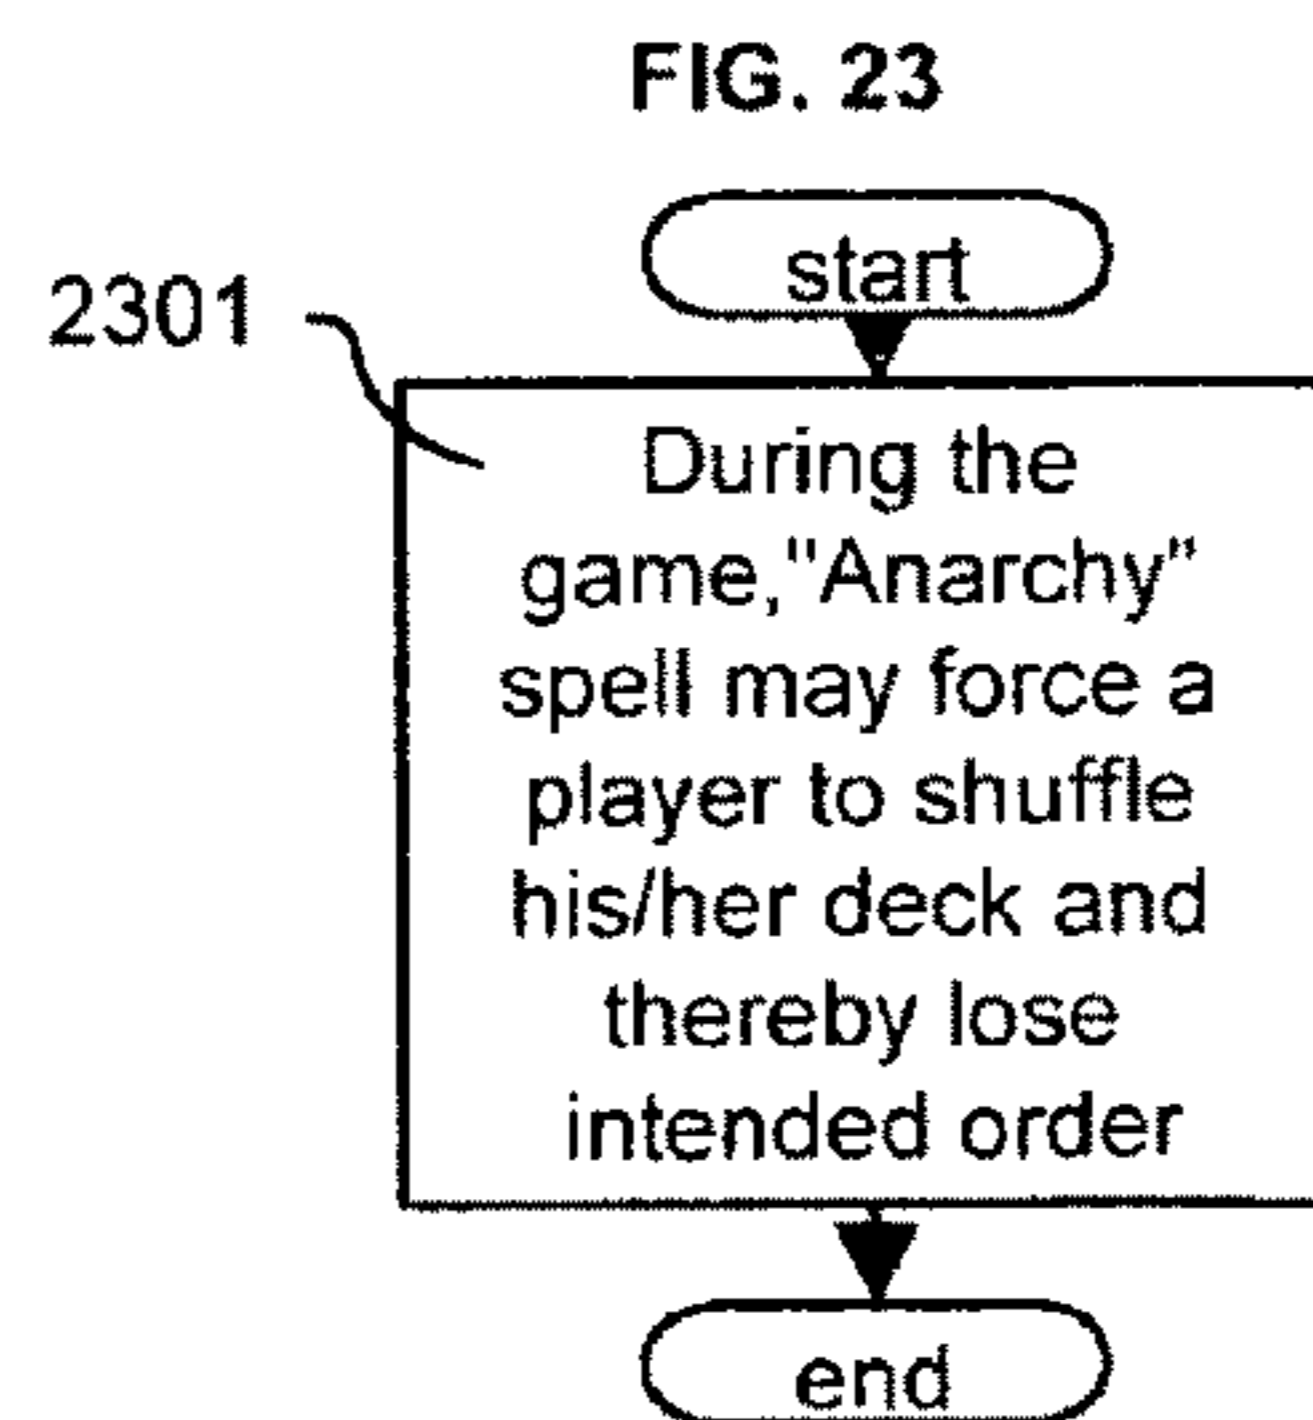 FIG. 23
start
2301
During the
game,"Anarchy"
spell may force a
player to shuffle
his/her deck and
thereby lose
intended order
end